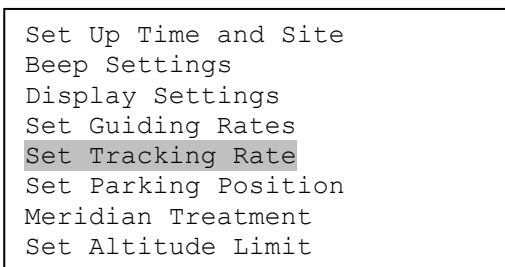 Set Up Time and Site
Beep Settings
Display Settings
Set Guiding Rates
Set Tracking Rate
Set Parking Position
Meridian Treatment
Set Altitude Limit